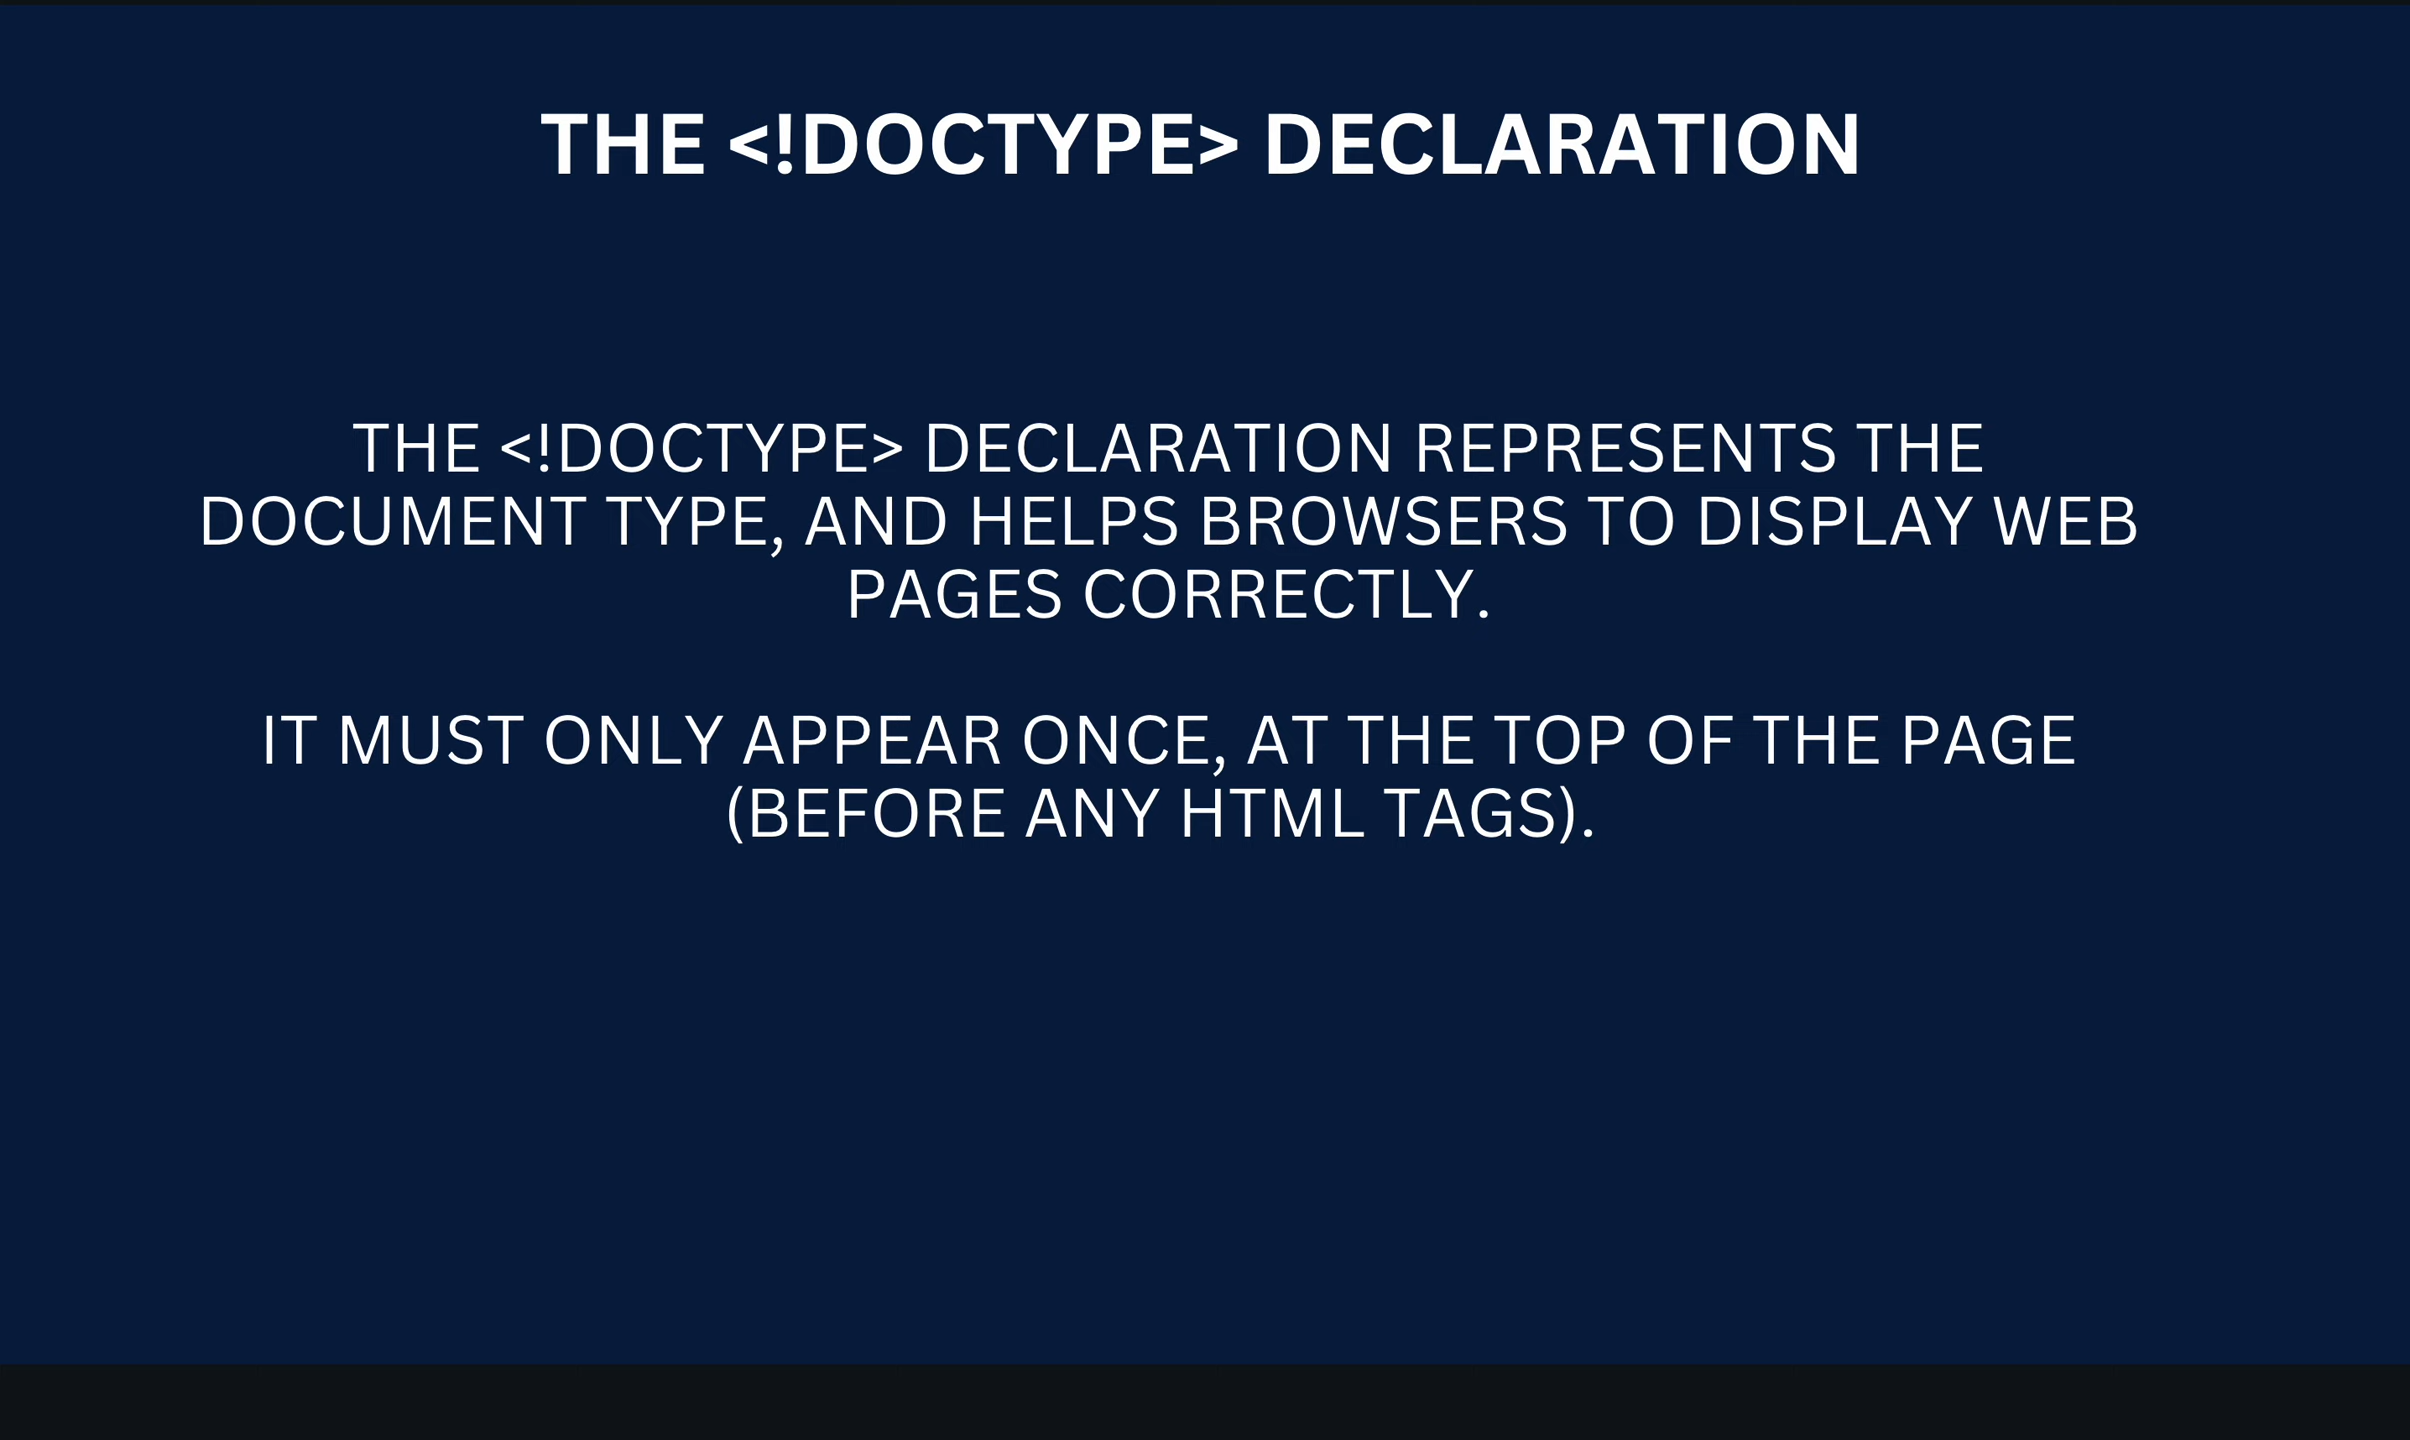 THE <!DOCTYPE> DECLARATION
THE <!DOCTYPE> DECLARATION REPRESENTS THE
DOCUMENT TYPE, AND HELPS BROWSERS TO DISPLAY WEB
PAGES CORRECTLY.
IT MUST ONLY APPEAR ONCE, AT THE TOP OF THE PAGE
(BEFORE ANY HTML TAGS).